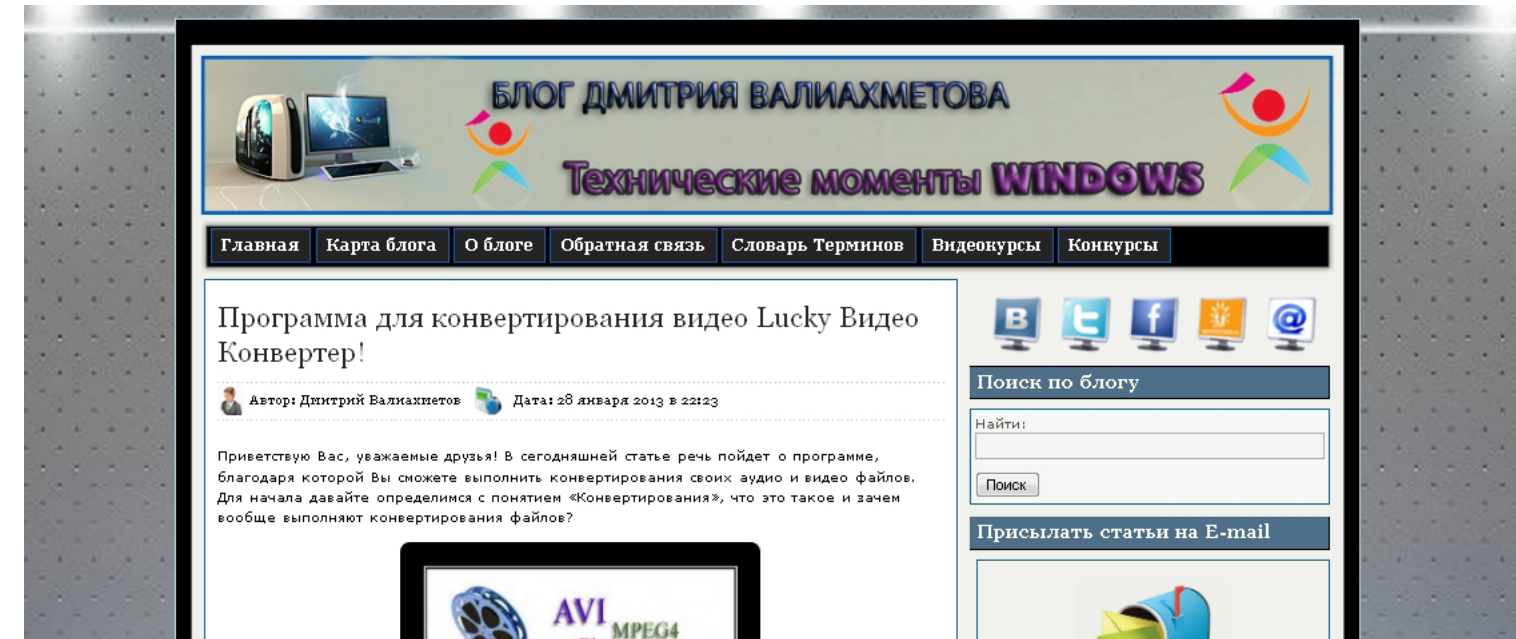 БЛОГ ДМИТРИЯ ВАЛИАХМЕТОВА
Технические моменты WINDOWS
Главная Карта блога О блоге Обратная связь Словарь Терминов Видеокурсы Конкурсы
Программа для конвертирования видео Lucky Видео
Конвертер!
Автор: Дмитрий Валиахметов Дата: 28 января 2013 в 22:23
Приветствую Вас, уважаемые друзья! В сегодняшней статье речь пойдет о программе,
благодаря которой Вы сможете выполнить конвертирования своих аудио и видео файлов.
Для начала давайте определимся с понятием «Конвертирования», что это такое и зачем
вообще выполняют конвертирования файлов?
AVI
MPEG4
В t f @
Поиск по блогу
Найти:
Поиск
Присылать статьи на E-mail